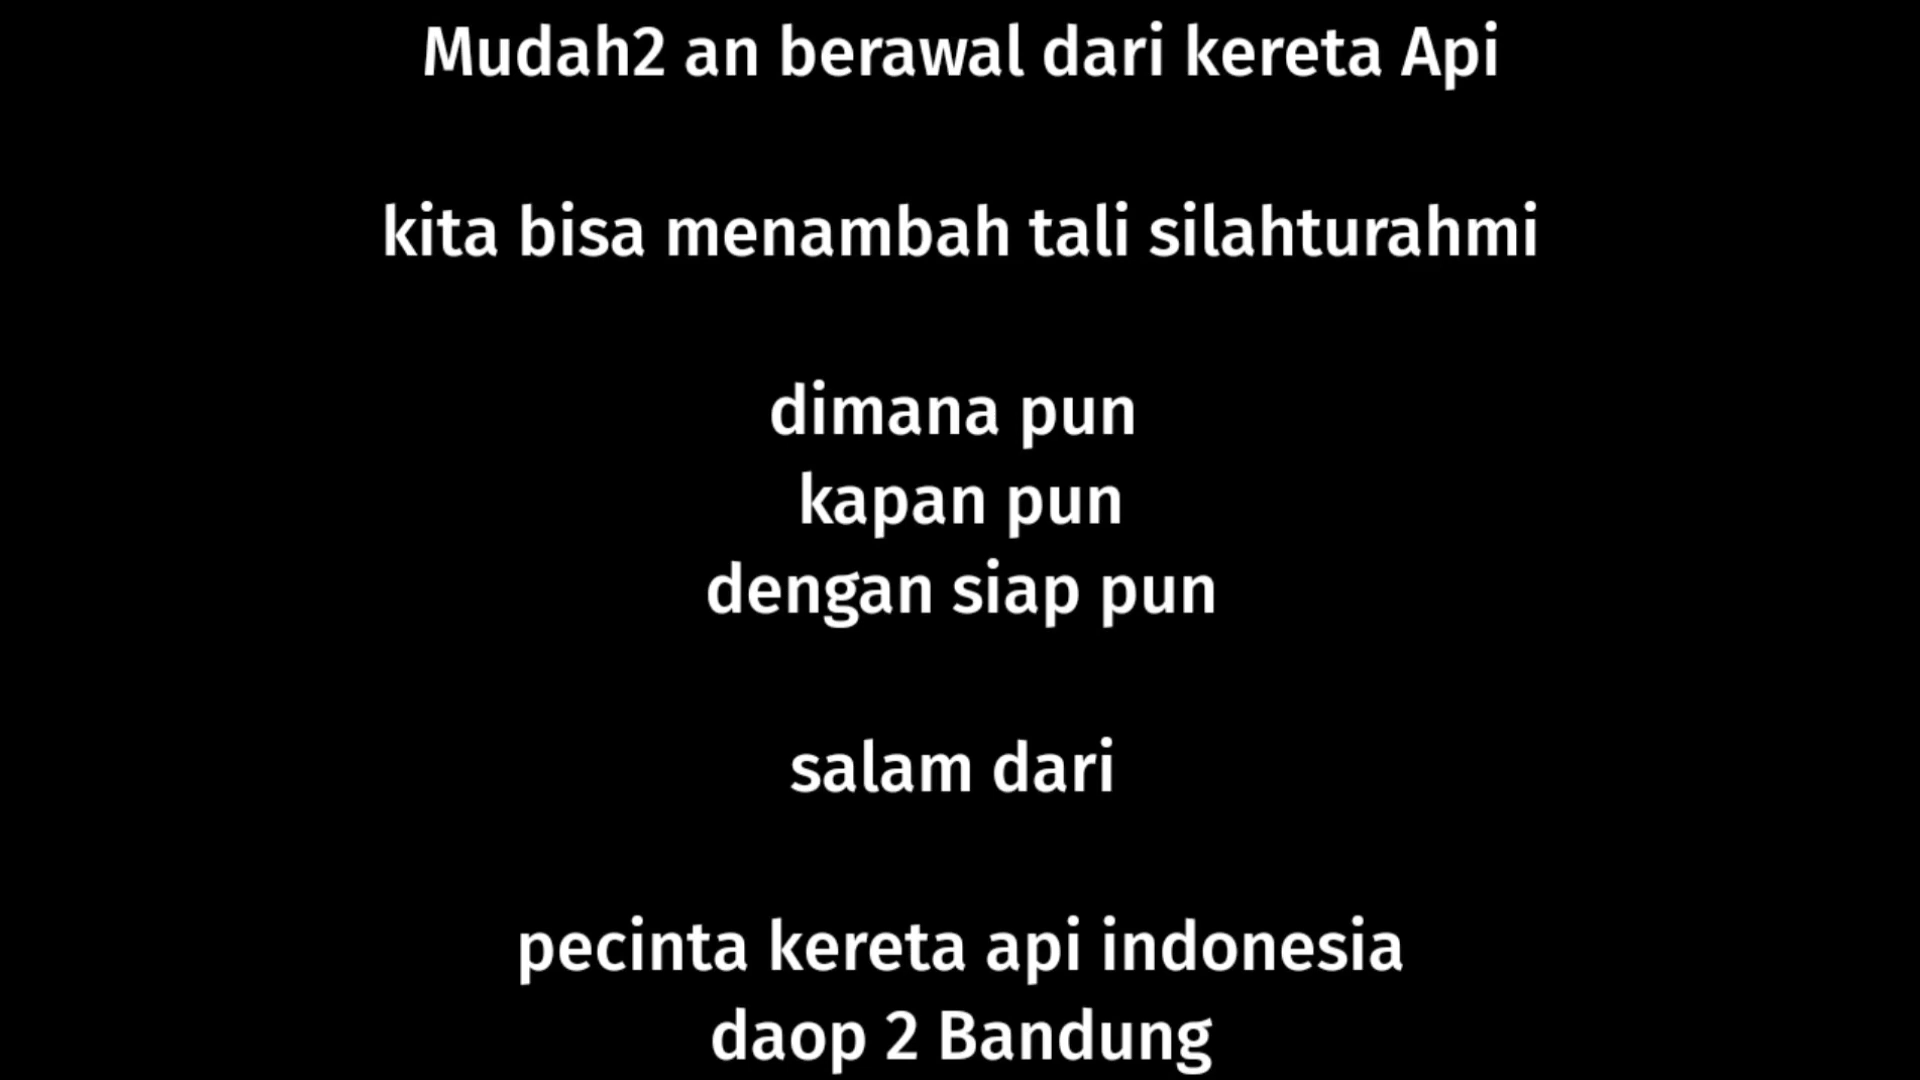 Mudah2 an berawal dari kereta Api
kita bisa menambah tali silahturahmi
dimana pun
kapan pun
dengan siap pun
salam dari
pecinta kereta api indonesia
daop 2 Bandung